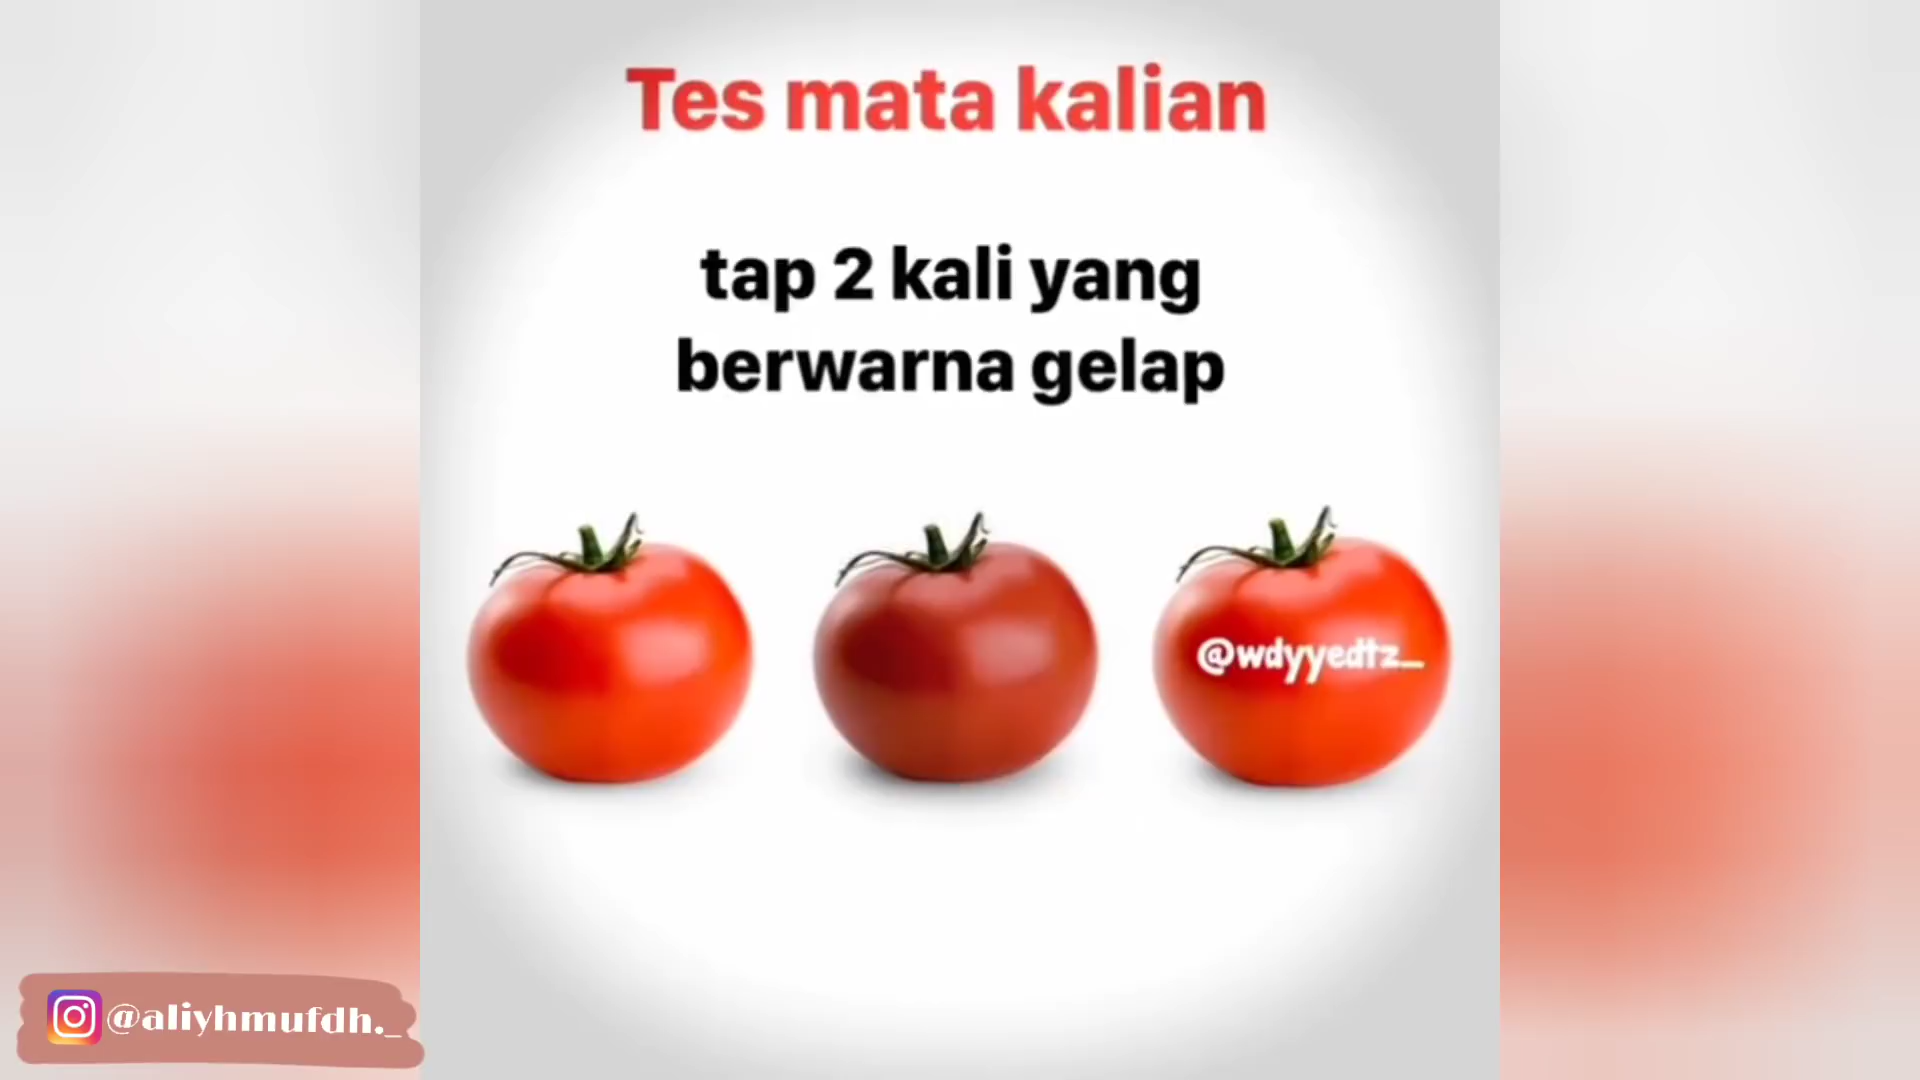 Tes mata kalian
tap 2 kali yang
berwarna gelap
@wdyyedtz_
@aliyhmufdh._